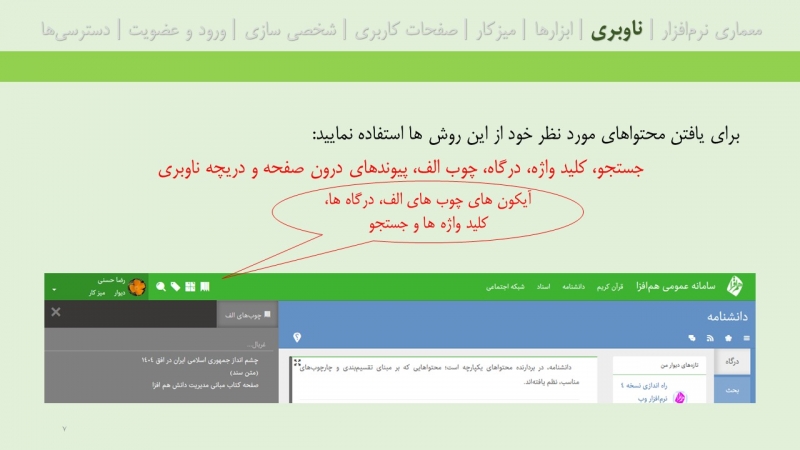 معماری نرم‌افزار | ناوبری | ابزارها | میزکار | صفحات کاربری | شخصی سازی | ورود و عضویت | دسترسی‌ها
برای یافتن محتواهای مورد نظر خود از این روش ها استفاده نمایید:
جستجو، کلید واژه، درگاه، چوب الف، پیوندهای درون صفحه و دریچه ناوبری
آیکون های چوب های الف، درگاه ها،
کلید واژه ها و جستجو
سامانه عمومی هم‌افزا
قرآن کریم دانشنامه اسناد شبکه اجتماعی
رضا حسنی
دیوار میز کار
دانشنامه
چوب‌های الف
غربال...
چشم انداز جمهوری اسلامی ایران در افق ۱۴۰۴
(متن سند)
صفحه کتاب مبانی مدیریت دانش هم افزا
درگاه
بحث
تازه‌های دیوار من
راه اندازی نسخه ۴
نرم‌افزار وب
دانشنامه، در بردارنده محتواهای یکپارچه است؛ محتواهایی که بر مبنای تقسیم‌بندی و چارچوب‌های
مناسب، نظم یافته‌اند.
۷